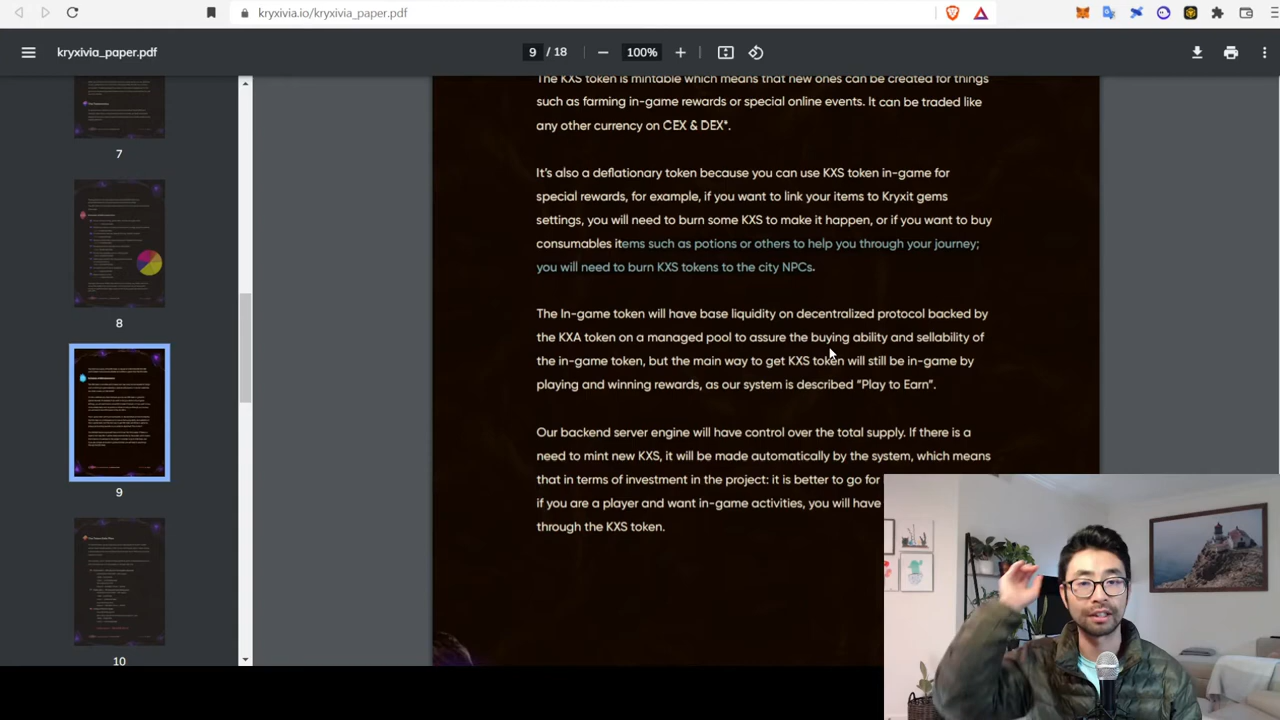 kryxivia.io/kryxivia_paper.pdf
kryxivia_paper.pdf
9 / 18
100%
7
8
9
10
The KXS token is mintable which means that new ones can be created for things
such as farming in-game rewards or special online events. It can be traded like
any other currency on CEX & DEX*.
It's also a deflationary token because you can use KXS token in-game for
special rewards, for example, if you want to link your items to Kryxit gems
settings, you will need to burn some KXS to make it happen, or if you want to buy
consumables items such as potions or others to help you through your journey;
you will need to burn KXS tokens to the city NPCs.
The In-game token will have base liquidity on decentralized protocol backed by
the KXA token on a managed pool to assure the buying ability and sellability of
the in-game token, but the main way to get KXS token will still be in-game by
playing and winning rewards, as our system is described “Play to Earn”.
Our backend server engine will have control over the total supply. If there is a
need to mint new KXS, it will be made automatically by the system, which means
that in terms of investment in the project: it is better to go for
if you are a player and want in-game activities, you will have
through the KXS token.